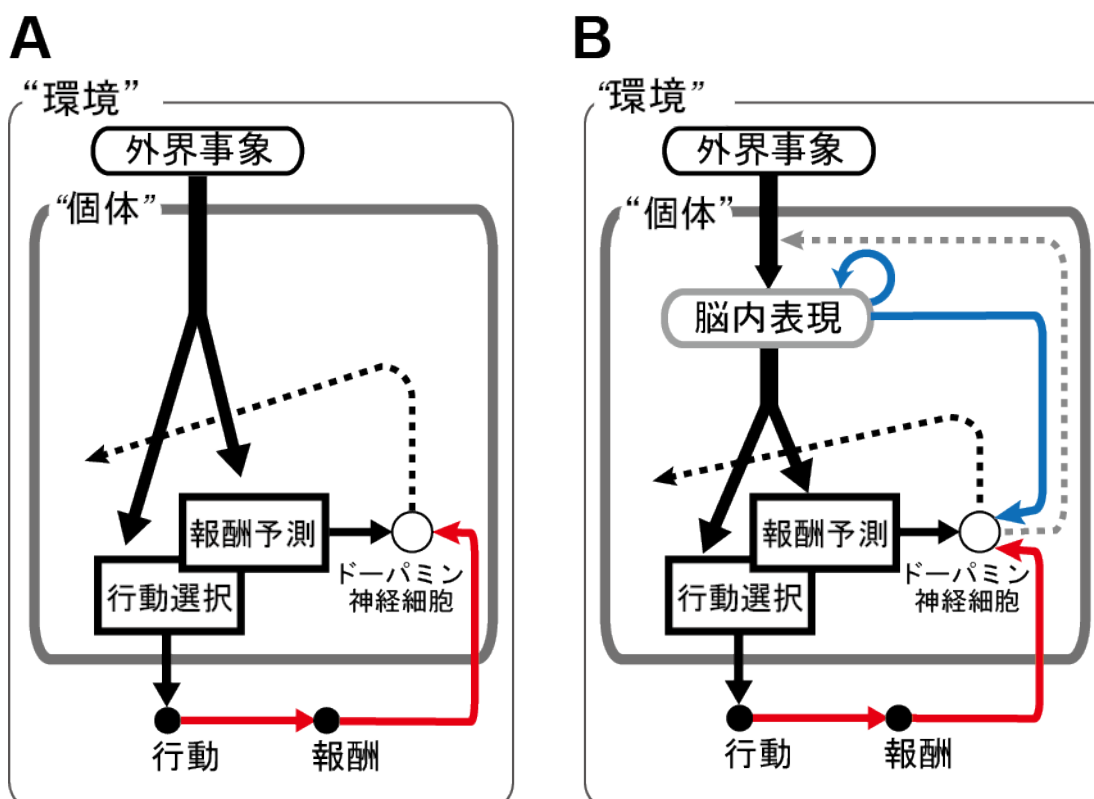 A
“環境”
外界事象
“個体”
報酬予測
行動選択
ドーパミン
神経細胞
行動
報酬
B
“環境”
外界事象
“個体”
脳内表現
報酬予測
行動選択
ドーパミン
神経細胞
行動
報酬